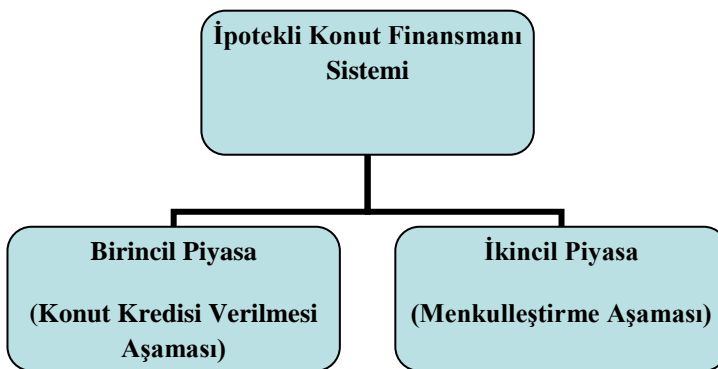 İpotekli Konut Finansmanı
Sistemi
Birincil Piyasa
(Konut Kredisi Verilmesi
Aşaması)
İkincil Piyasa
(Menkulleştirme Aşaması)